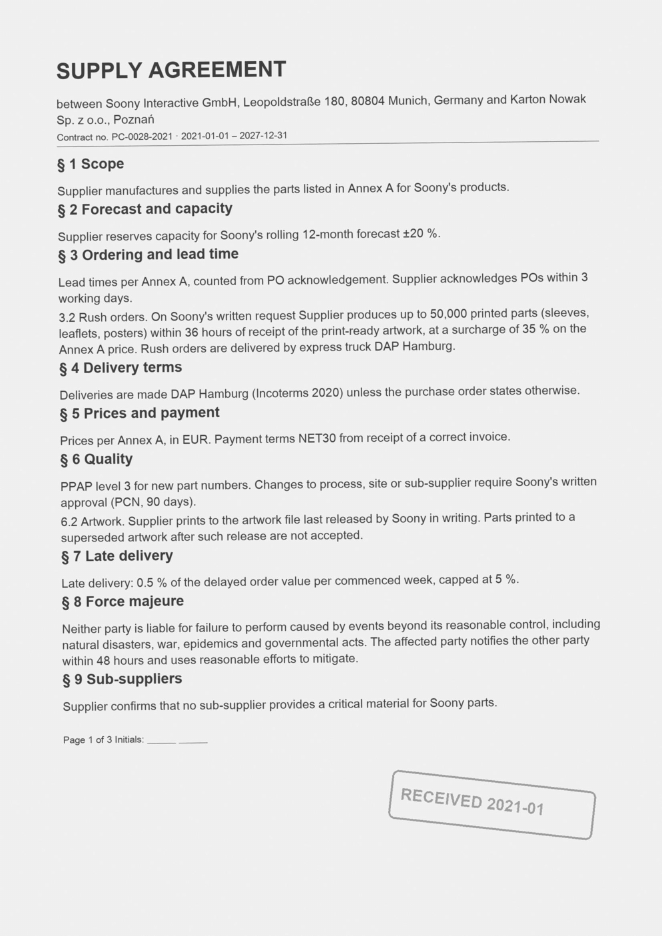 SUPPLY AGREEMENT
between Soony Interactive GmbH, Leopoldstraße 180, 80804 Munich, Germany and Karton Nowak
Sp. z o.o., Poznań
Contract no. PC-0028-2021 · 2021-01-01 – 2027-12-31
§ 1 Scope
Supplier manufactures and supplies the parts listed in Annex A for Soony's products.
§ 2 Forecast and capacity
Supplier reserves capacity for Soony's rolling 12-month forecast ±20 %.
§ 3 Ordering and lead time
Lead times per Annex A, counted from PO acknowledgement. Supplier acknowledges POs within 3
working days.
3.2 Rush orders. On Soony's written request Supplier produces up to 50,000 printed parts (sleeves,
leaflets, posters) within 36 hours of receipt of the print-ready artwork, at a surcharge of 35 % on the
Annex A price. Rush orders are delivered by express truck DAP Hamburg.
§ 4 Delivery terms
Deliveries are made DAP Hamburg (Incoterms 2020) unless the purchase order states otherwise.
§ 5 Prices and payment
Prices per Annex A, in EUR. Payment terms NET30 from receipt of a correct invoice.
§ 6 Quality
PPAP level 3 for new part numbers. Changes to process, site or sub-supplier require Soony's written
approval (PCN, 90 days).
6.2 Artwork. Supplier prints to the artwork file last released by Soony in writing. Parts printed to a
superseded artwork after such release are not accepted.
§ 7 Late delivery
Late delivery: 0.5 % of the delayed order value per commenced week, capped at 5 %.
§ 8 Force majeure
Neither party is liable for failure to perform caused by events beyond its reasonable control, including
natural disasters, war, epidemics and governmental acts. The affected party notifies the other party
within 48 hours and uses reasonable efforts to mitigate.
§ 9 Sub-suppliers
Supplier confirms that no sub-supplier provides a critical material for Soony parts.
Page 1 of 3 Initials: ______ ______
RECEIVED 2021-01